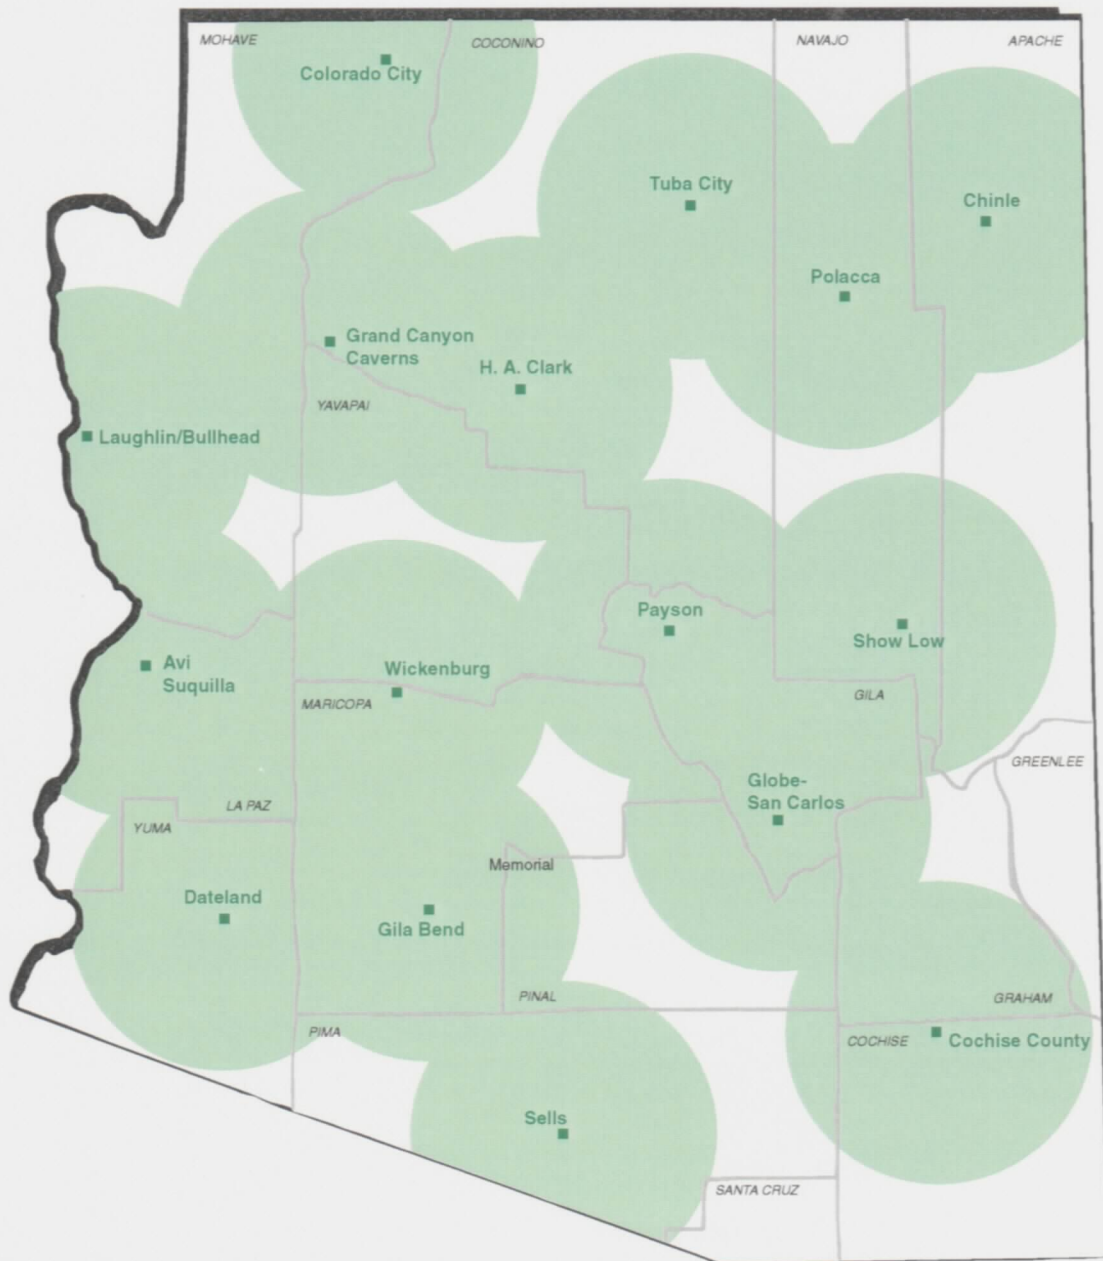 MOHAVE
COCONINO
NAVAJO
APACHE
Colorado City
Tuba City
Chinle
Polacca
Grand Canyon
Caverns
H. A. Clark
YAVAPAI
Laughlin/Bullhead
Payson
Show Low
Avi
Suquilla
Wickenburg
MARICOPA
GILA
GREENLEE
Globe-
San Carlos
LA PAZ
YUMA
Memorial
Dateland
Gila Bend
PINAL
GRAHAM
PIMA
COCHISE
Cochise County
Sells
SANTA CRUZ